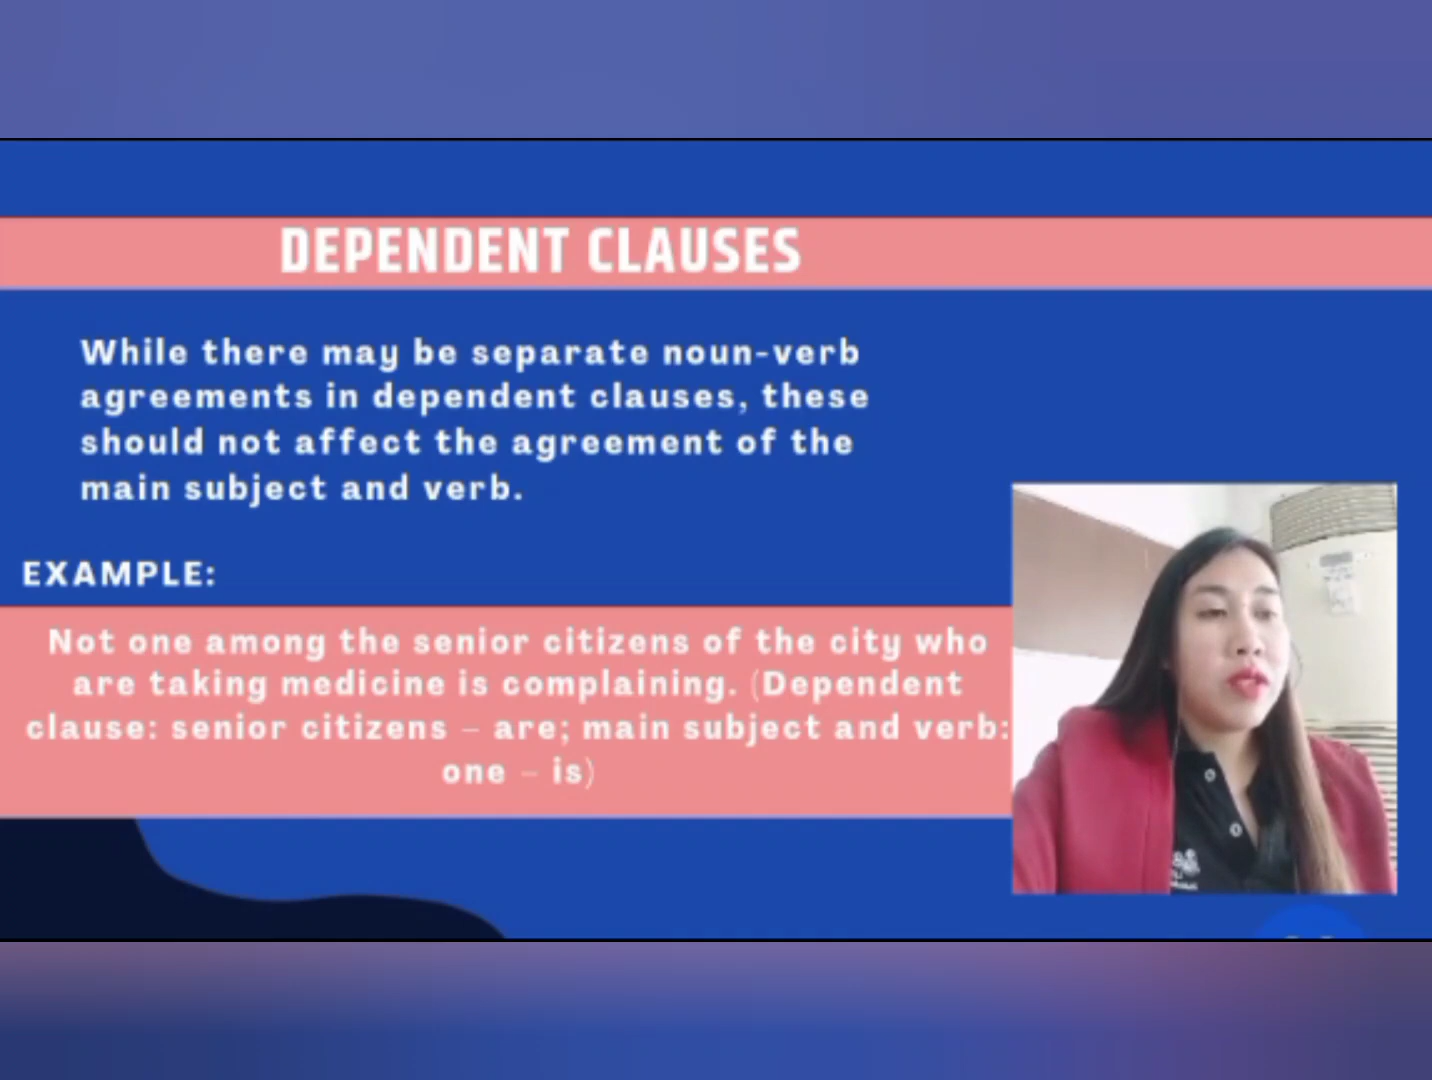 DEPENDENT CLAUSES
While there may be separate noun-verb
agreements in dependent clauses, these
should not affect the agreement of the
main subject and verb.
EXAMPLE:
Not one among the senior citizens of the city who
are taking medicine is complaining. (Dependent
clause: senior citizens – are; main subject and verb:
one – is)